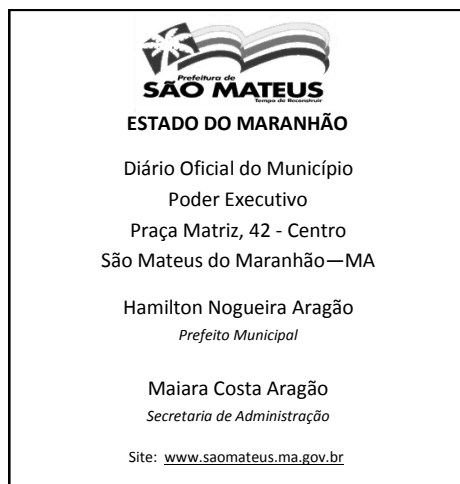 Prefeitura de
SÃO MATEUS
Tempo de Reconstruir
ESTADO DO MARANHÃO
Diário Oficial do Município
Poder Executivo
Praça Matriz, 42 - Centro
São Mateus do Maranhão—MA
Hamilton Nogueira Aragão
Prefeito Municipal
Maiara Costa Aragão
Secretaria de Administração
Site: www.saomateus.ma.gov.br